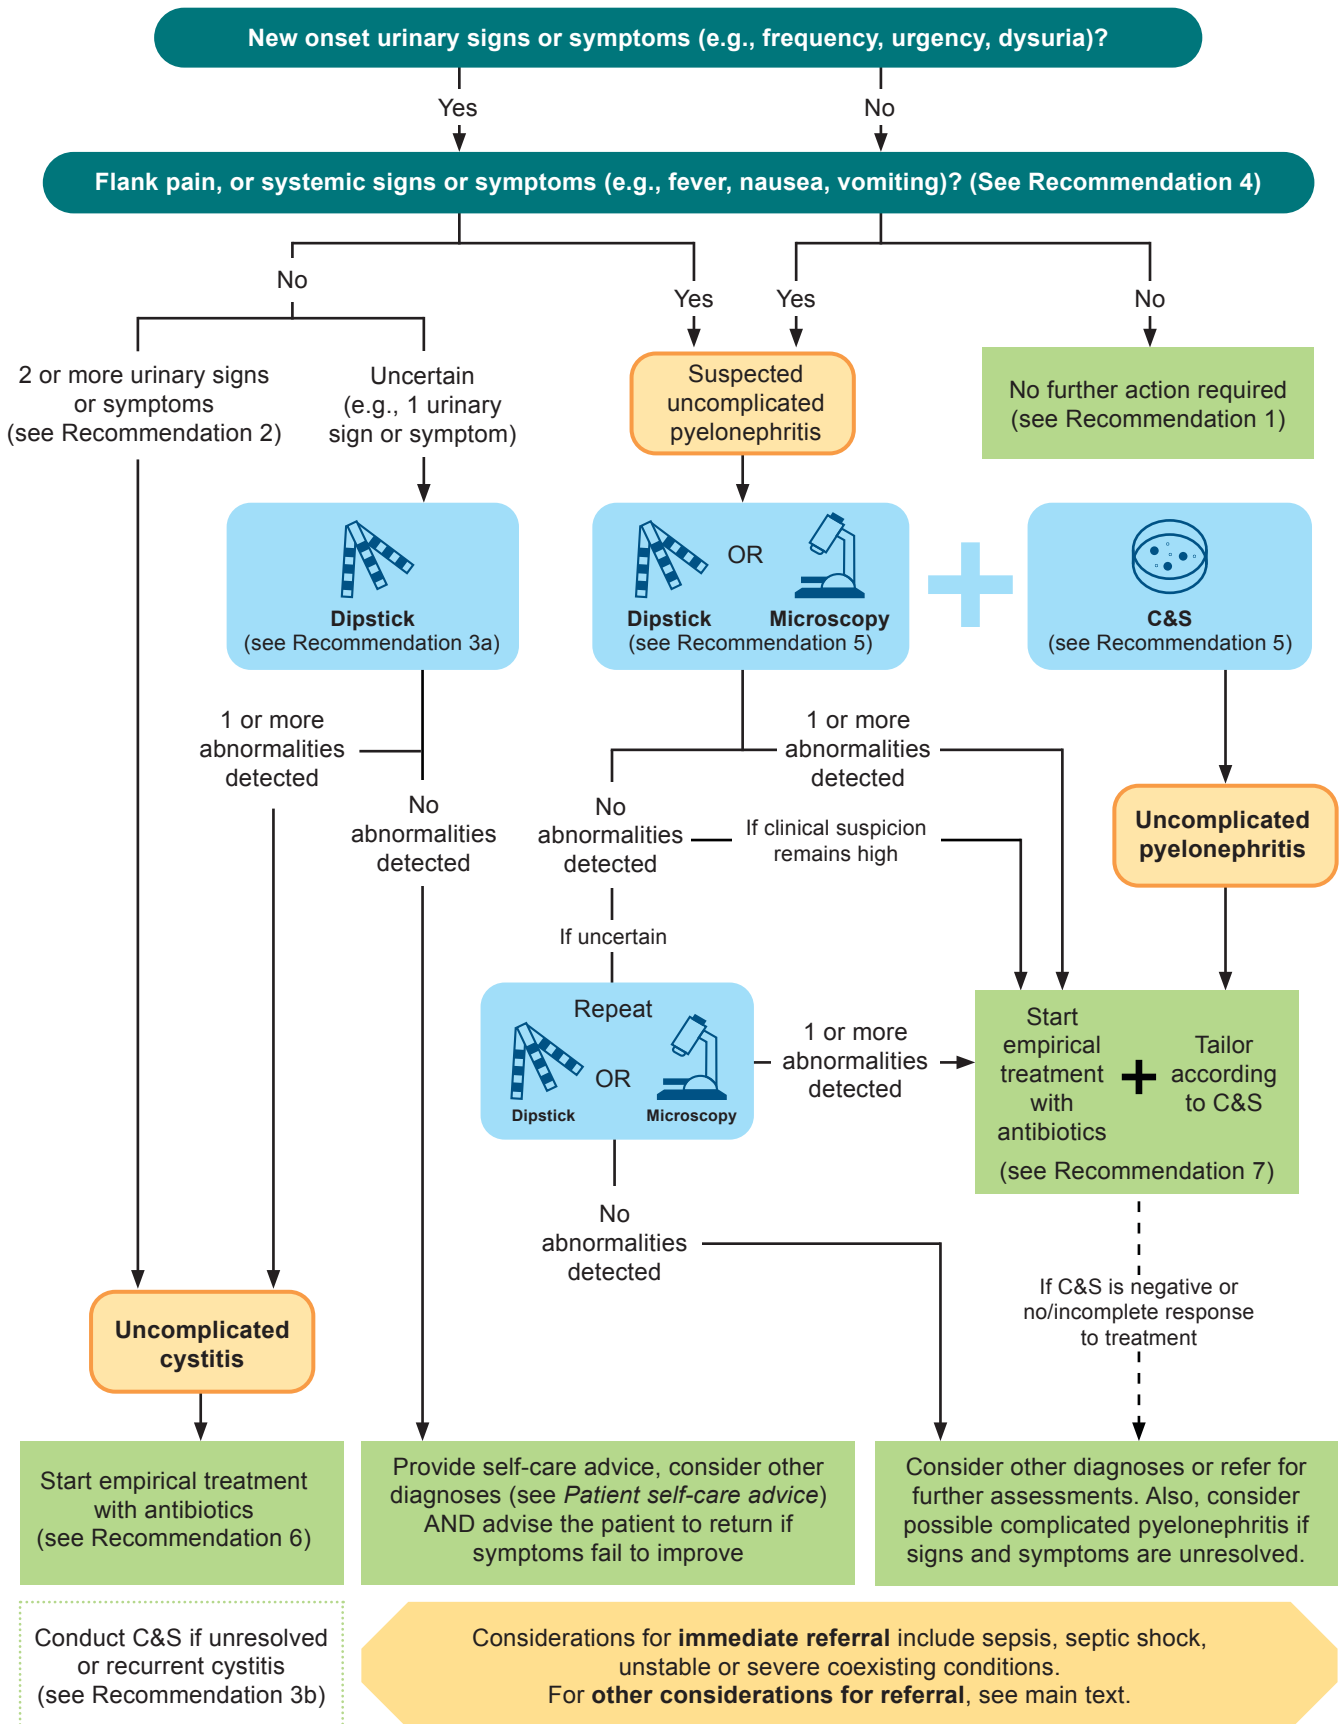 New onset urinary signs or symptoms (e.g., frequency, urgency, dysuria)?
Yes
No
Flank pain, or systemic signs or symptoms (e.g., fever, nausea, vomiting)? (See Recommendation 4)
No
Yes
Yes
No
2 or more urinary signs
or symptoms
(see Recommendation 2)
Uncertain
(e.g., 1 urinary
sign or symptom)
Suspected
uncomplicated
pyelonephritis
No further action required
(see Recommendation 1)
Dipstick
(see Recommendation 3a)
OR
Dipstick
Microscopy
(see Recommendation 5)
C&S
(see Recommendation 5)
1 or more
abnormalities
detected
No
abnormalities
detected
1 or more
abnormalities
detected
No
abnormalities
detected
If clinical suspicion
remains high
Uncomplicated
pyelonephritis
If uncertain
Repeat
OR
Dipstick
Microscopy
1 or more
abnormalities
detected
Start
empirical
treatment
with
antibiotics
+
Tailor
according
to C&S
(see Recommendation 7)
No
abnormalities
detected
If C&S is negative or
no/incomplete response
to treatment
Uncomplicated
cystitis
Start empirical treatment
with antibiotics
(see Recommendation 6)
Provide self-care advice, consider other
diagnoses (see Patient self-care advice)
AND advise the patient to return if
symptoms fail to improve
Consider other diagnoses or refer for
further assessments. Also, consider
possible complicated pyelonephritis if
signs and symptoms are unresolved.
Conduct C&S if unresolved
or recurrent cystitis
(see Recommendation 3b)
Considerations for immediate referral include sepsis, septic shock,
unstable or severe coexisting conditions.
For other considerations for referral, see main text.